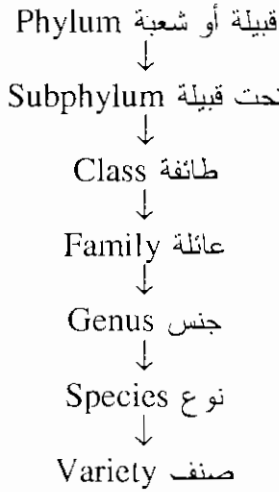 قبيلة أو شعبة Phylum
↓
تحت قبيلة Subphylum
↓
طائفة Class
↓
عائلة Family
↓
جنس Genus
↓
نوع Species
↓
صنف Variety